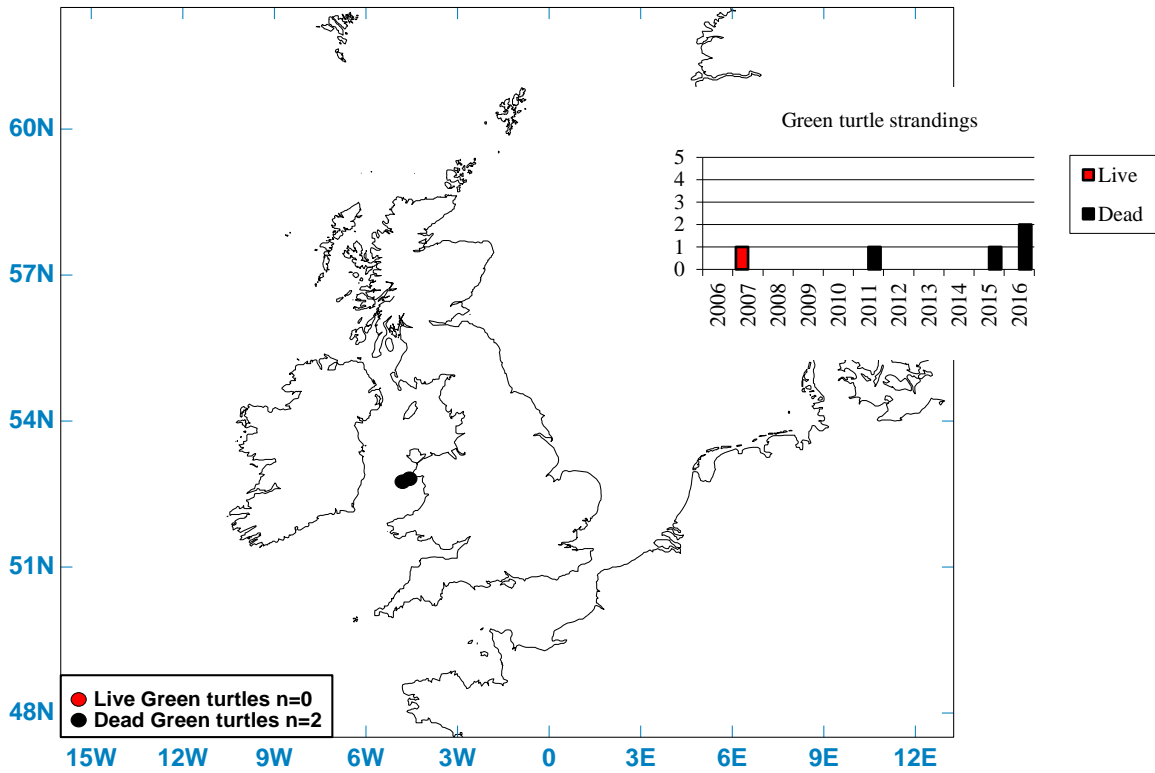 Green turtle strandings
5
4
3
2
1
0
2006
2007
2008
2009
2010
2011
2012
2013
2014
2015
2016
Live
Dead
60N
57N
54N
51N
48N
Live Green turtles n=0
Dead Green turtles n=2
15W 12W 9W 6W 3W 0 3E 6E 9E 12E